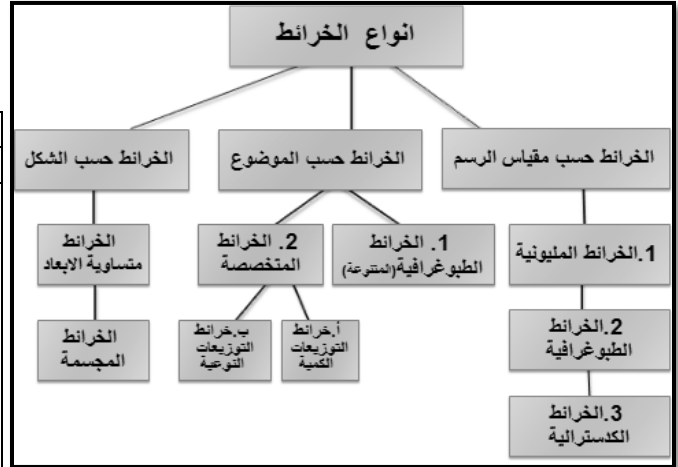 انواع الخرائط
الخرائط حسب مقياس الرسم
الخرائط حسب الموضوع
الخرائط حسب الشكل
1.الخرائط المليونية
2.الخرائط
الطبوغرافية
3.الخرائط
الكدسترالية
1. الخرائط
الطبوغرافية(المتنوعة)
2. الخرائط
المتخصصة
أ.خرائط
التوزيعات
الكمية
ب.خرائط
التوزيعات
النوعية
الخرائط
متساوية الابعاد
الخرائط
المجسمة